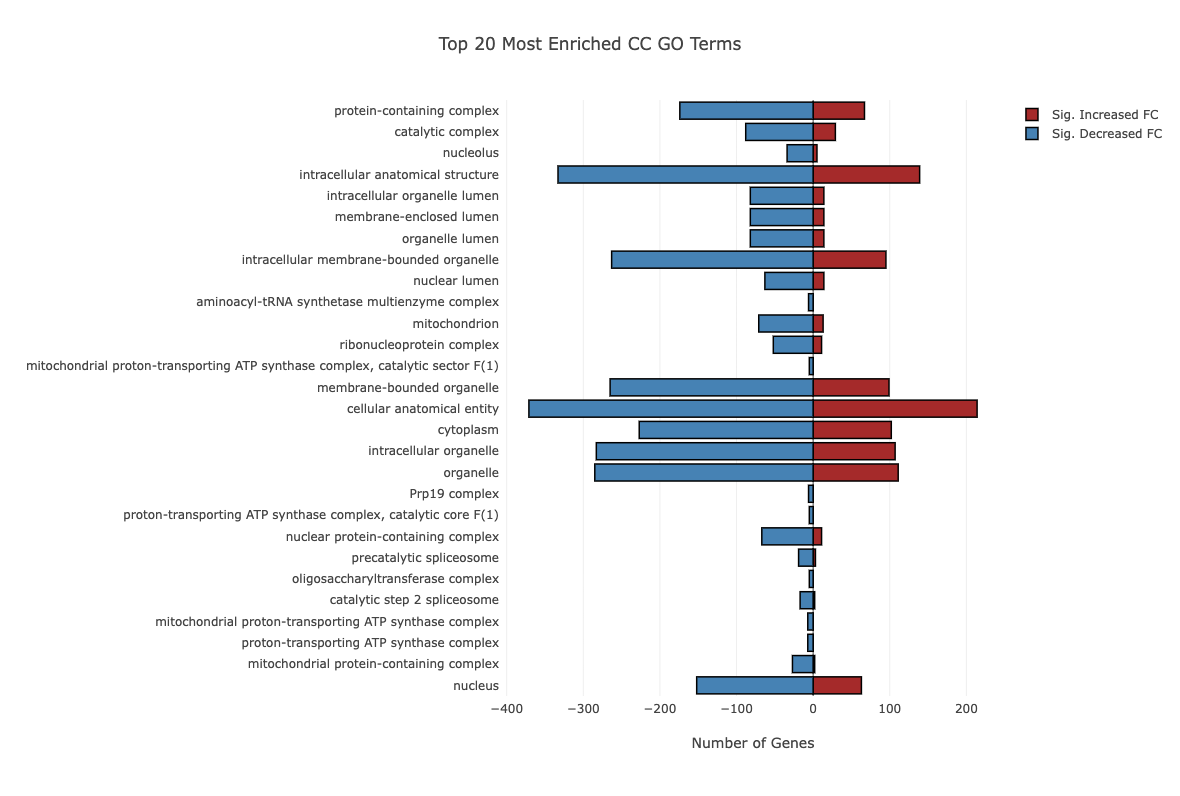 Top 20 Most Enriched CC GO Terms
protein-containing complex
catalytic complex
nucleolus
intracellular anatomical structure
intracellular organelle lumen
membrane-enclosed lumen
organelle lumen
intracellular membrane-bounded organelle
nuclear lumen
aminoacyl-tRNA synthetase multienzyme complex
mitochondrion
ribonucleoprotein complex
mitochondrial proton-transporting ATP synthase complex, catalytic sector F(1)
membrane-bounded organelle
cellular anatomical entity
cytoplasm
intracellular organelle
organelle
Prp19 complex
proton-transporting ATP synthase complex, catalytic core F(1)
nuclear protein-containing complex
precatalytic spliceosome
oligosaccharyltransferase complex
catalytic step 2 spliceosome
mitochondrial proton-transporting ATP synthase complex
proton-transporting ATP synthase complex
mitochondrial protein-containing complex
nucleus
−400 −300 −200 −100 0 100 200
Number of Genes
Sig. Increased FC
Sig. Decreased FC